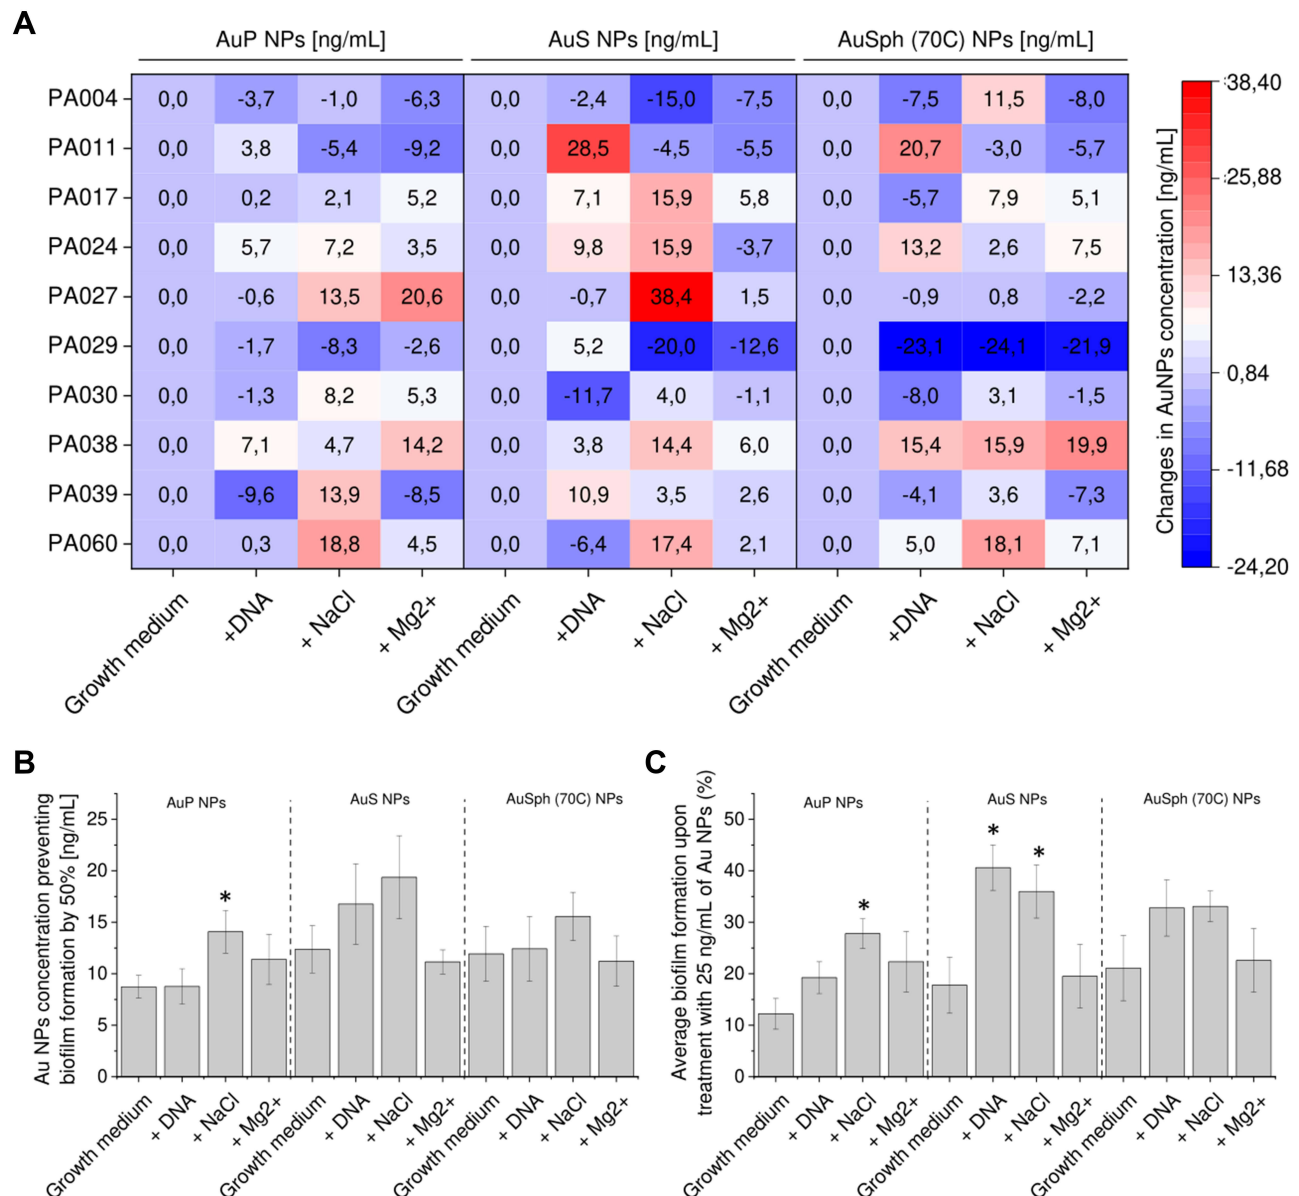 A
AuP NPs [ng/mL] AuS NPs [ng/mL] AuSph (70C) NPs [ng/mL]
PA004 0,0 -3,7 -1,0 -6,3 0,0 -2,4 -15,0 -7,5 0,0 -7,5 11,5 -8,0
PA011 0,0 3,8 -5,4 -9,2 0,0 28,5 -4,5 -5,5 0,0 20,7 -3,0 -5,7
PA017 0,0 0,2 2,1 5,2 0,0 7,1 15,9 5,8 0,0 -5,7 7,9 5,1
PA024 0,0 5,7 7,2 3,5 0,0 9,8 15,9 -3,7 0,0 13,2 2,6 7,5
PA027 0,0 -0,6 13,5 20,6 0,0 -0,7 38,4 1,5 0,0 -0,9 0,8 -2,2
PA029 0,0 -1,7 -8,3 -2,6 0,0 5,2 -20,0 -12,6 0,0 -23,1 -24,1 -21,9
PA030 0,0 -1,3 8,2 5,3 0,0 -11,7 4,0 -1,1 0,0 -8,0 3,1 -1,5
PA038 0,0 7,1 4,7 14,2 0,0 3,8 14,4 6,0 0,0 15,4 15,9 19,9
PA039 0,0 -9,6 13,9 -8,5 0,0 10,9 3,5 2,6 0,0 -4,1 3,6 -7,3
PA060 0,0 0,3 18,8 4,5 0,0 -6,4 17,4 2,1 0,0 5,0 18,1 7,1
Growth medium +DNA + NaCl + Mg2+ Growth medium +DNA + NaCl + Mg2+ Growth medium +DNA + NaCl + Mg2+
38,40
25,88
13,36
0,84
-11,68
-24,20
Changes in AuNPs concentration [ng/mL]
B
Au NPs concentration preventing
biofilm formation by 50% [ng/mL]
AuP NPs AuS NPs AuSph (70C) NPs
25
20
15
10
5
0
*
Growth medium + DNA + NaCl + Mg2+ Growth medium + DNA + NaCl + Mg2+ Growth medium + DNA + NaCl + Mg2+
C
Average biofilm formation upon
treatment with 25 ng/mL of Au NPs (%)
AuP NPs AuS NPs AuSph (70C) NPs
50
40
30
20
10
0
* * *
Growth medium + DNA + NaCl + Mg2+ Growth medium + DNA + NaCl + Mg2+ Growth medium + DNA + NaCl + Mg2+